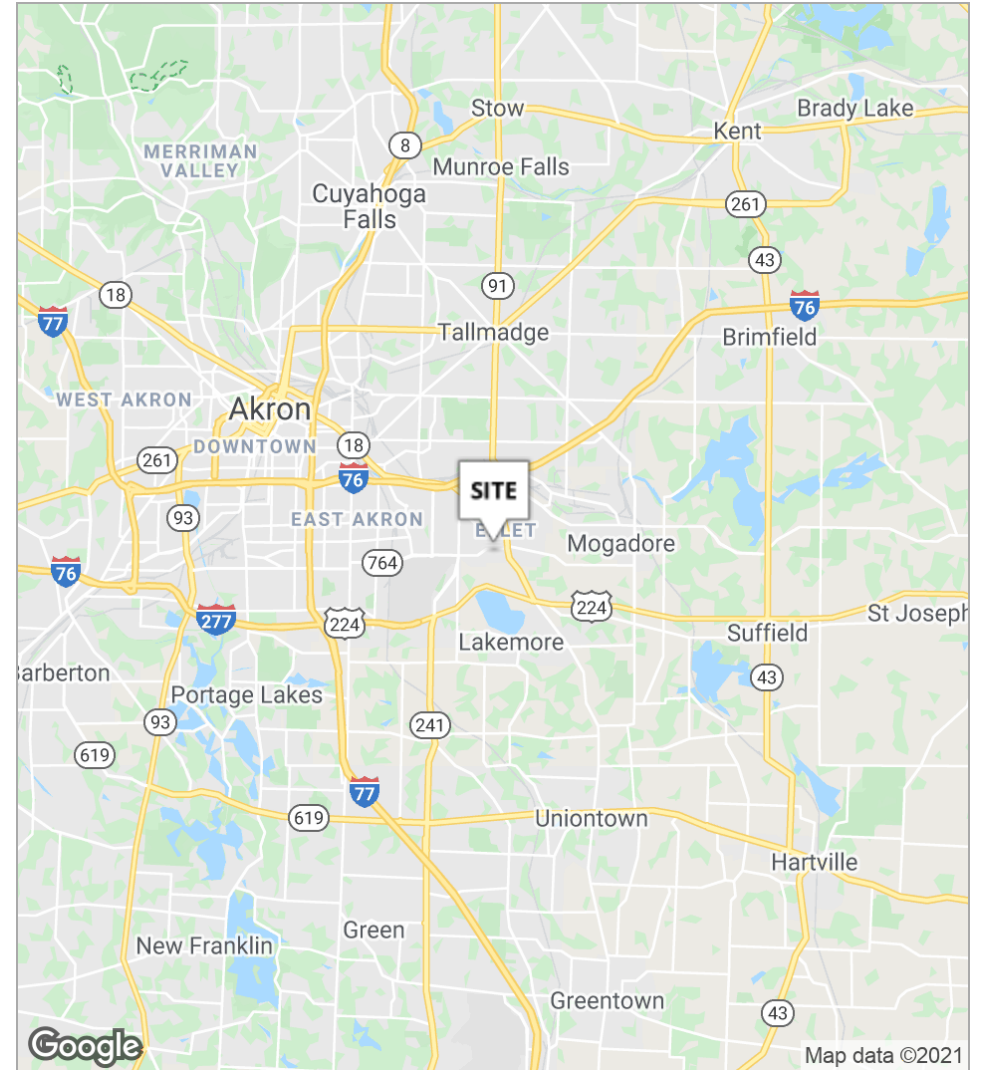 Stow
Brady Lake
Kent
8
MERRIMAN
VALLEY
Munroe Falls
Cuyahoga
Falls
261
43
91
18
76
77
Tallmadge
Brimfield
WEST AKRON
Akron
DOWNTOWN
18
261
76
SITE
93
EAST AKRON
Mogadore
764
76
224
277
224
St Joseph
Suffield
Lakemore
Barberton
43
Portage Lakes
93
241
619
77
619
Uniontown
Hartville
Green
New Franklin
Greentown
43
Google
Map data ©2021